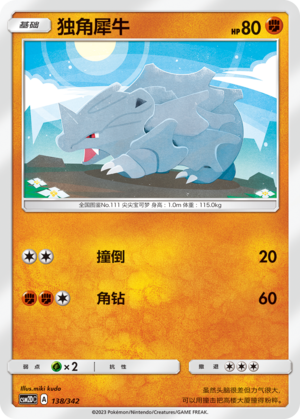 基础 独角犀牛 HP80
全国图鉴No.111 尖尖宝可梦 身高：1.0m 体重：115.0kg
撞倒 20
角钻 60
弱点 ×2 抗性 撤退
Illus.miki kudo
CSM2DC A 138/342
虽然头脑很差但力气很大，
可以用撞击把高楼大厦撞得粉碎。
©2023 Pokémon/Nintendo/Creatures/GAME FREAK.